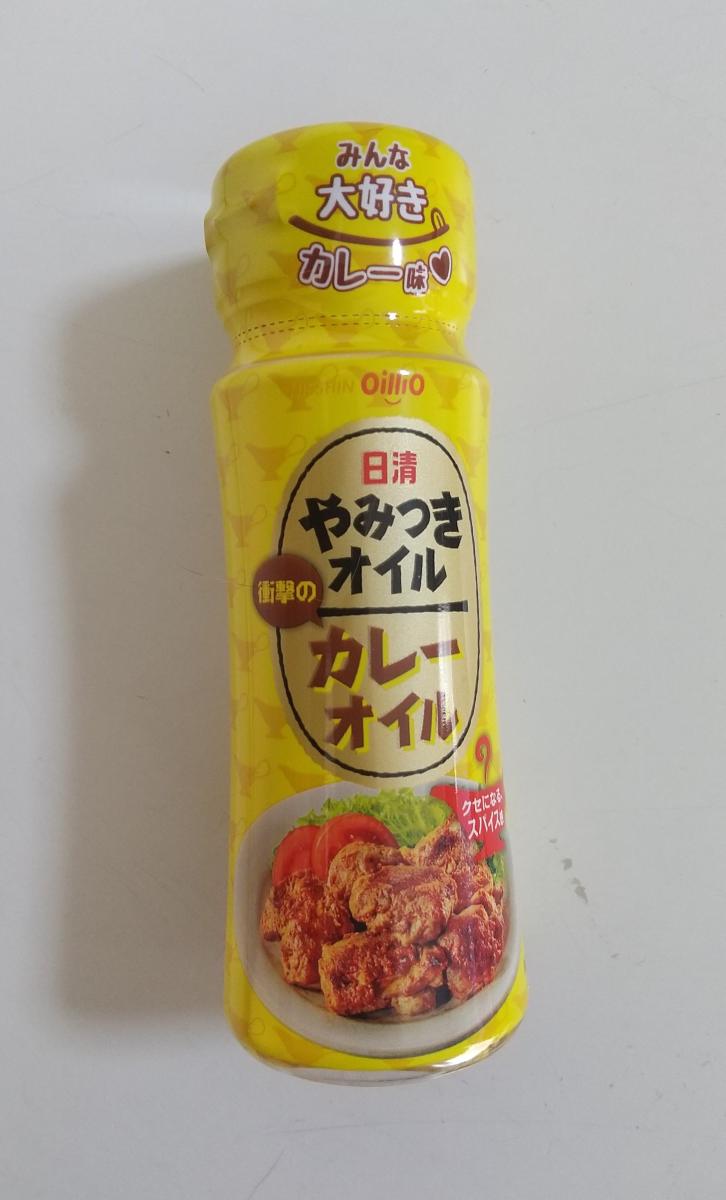 みんな
大好き
カレー味
NISSHIN OilliO
日清
やみつき
オイル
衝撃の
カレー
オイル
クセになる、
スパイス感